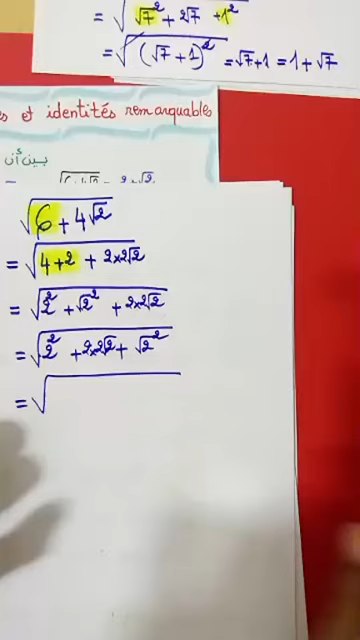 = √(√7² + 2√7 + 1²)
= √((√7 + 1)²) = √7 + 1 = 1 + √7
et identités remarquables
بين أن
√(6 + 4√2)
= √(4 + 2 + 2×2√2)
= √(2² + √2² + 2×2√2)
= √(2² + 2×2√2 + √2²)
= √